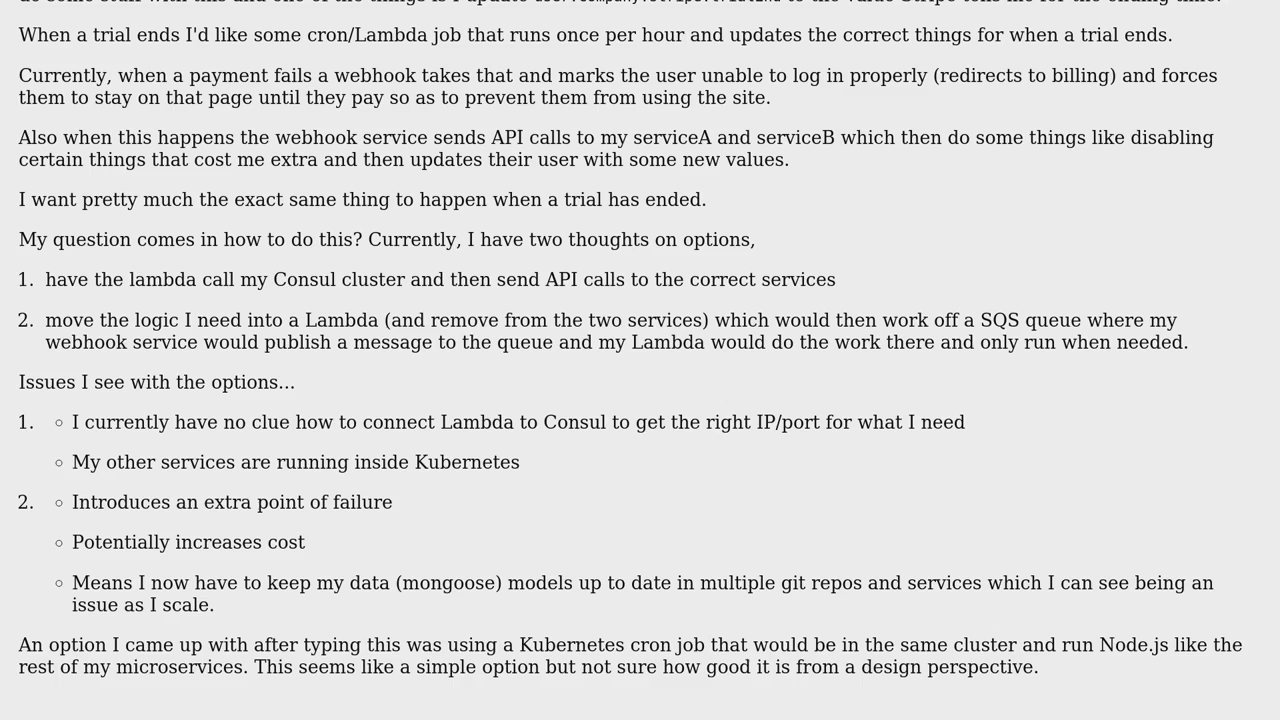 When a trial ends I'd like some cron/Lambda job that runs once per hour and updates the correct things for when a trial ends.
Currently, when a payment fails a webhook takes that and marks the user unable to log in properly (redirects to billing) and forces
them to stay on that page until they pay so as to prevent them from using the site.
Also when this happens the webhook service sends API calls to my serviceA and serviceB which then do some things like disabling
certain things that cost me extra and then updates their user with some new values.
I want pretty much the exact same thing to happen when a trial has ended.
My question comes in how to do this? Currently, I have two thoughts on options,
1. have the lambda call my Consul cluster and then send API calls to the correct services
2. move the logic I need into a Lambda (and remove from the two services) which would then work off a SQS queue where my
webhook service would publish a message to the queue and my Lambda would do the work there and only run when needed.
Issues I see with the options...
1. ◦ I currently have no clue how to connect Lambda to Consul to get the right IP/port for what I need
◦ My other services are running inside Kubernetes
2. ◦ Introduces an extra point of failure
◦ Potentially increases cost
◦ Means I now have to keep my data (mongoose) models up to date in multiple git repos and services which I can see being an
issue as I scale.
An option I came up with after typing this was using a Kubernetes cron job that would be in the same cluster and run Node.js like the
rest of my microservices. This seems like a simple option but not sure how good it is from a design perspective.